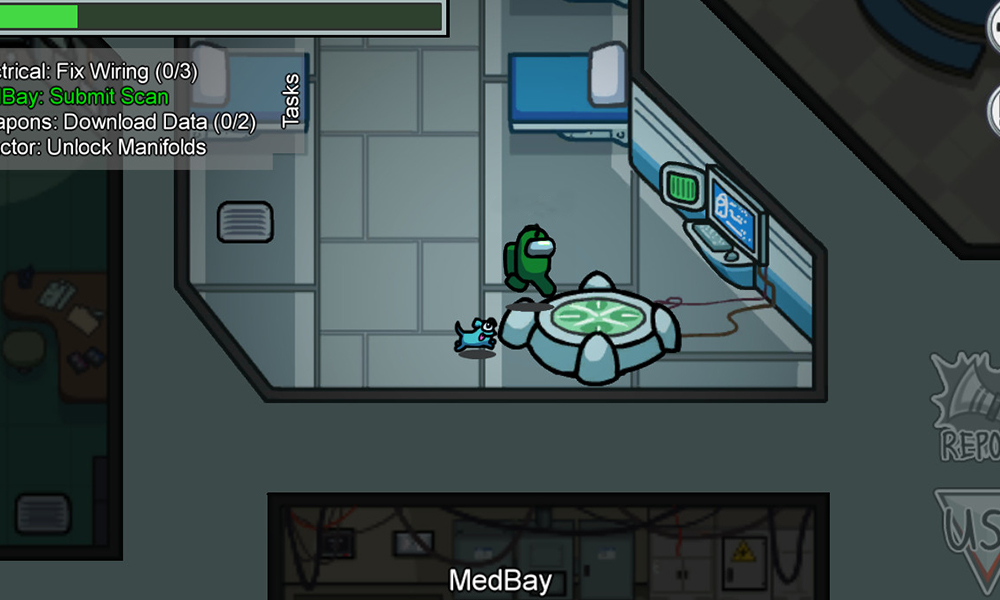 ctrical: Fix Wiring (0/3)
dBay: Submit Scan
apons: Download Data (0/2)
ctor: Unlock Manifolds
Tasks
REPO
US
MedBay